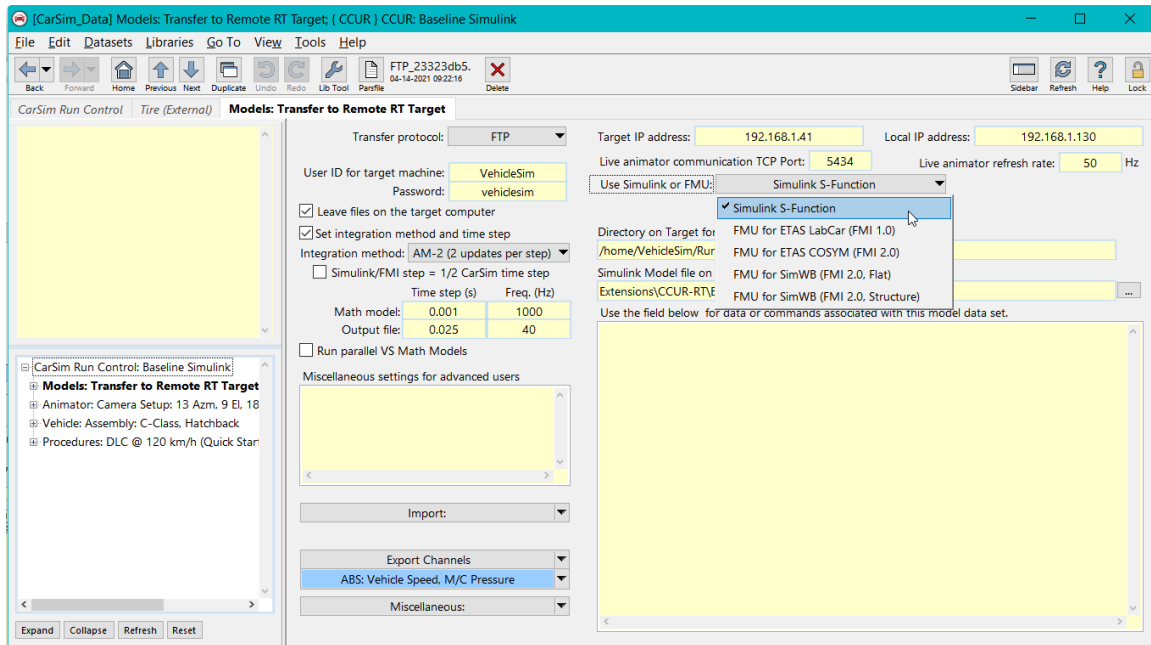 [CarSim_Data] Models: Transfer to Remote RT Target; { CCUR } CCUR: Baseline Simulink
File Edit Datasets Libraries Go To View Tools Help
Back Forward Home Previous Next Duplicate Undo Redo Lib Tool Parsfile
FTP_23323db5.
04-14-2021 09:22:16
Delete Sidebar Refresh Help Lock
CarSim Run Control Tire (External) Models: Transfer to Remote RT Target
CarSim Run Control: Baseline Simulink
Models: Transfer to Remote RT Target
Animator: Camera Setup: 13 Azm, 9 El, 18
Vehicle: Assembly: C-Class, Hatchback
Procedures: DLC @ 120 km/h (Quick Star
Expand Collapse Refresh Reset
Transfer protocol: FTP
User ID for target machine: VehicleSim
Password: vehiclesim
Leave files on the target computer
Set integration method and time step
Integration method: AM-2 (2 updates per step)
Simulink/FMI step = 1/2 CarSim time step
Time step (s) Freq. (Hz)
Math model: 0.001 1000
Output file: 0.025 40
Run parallel VS Math Models
Miscellaneous settings for advanced users
Import:
Export Channels
ABS: Vehicle Speed, M/C Pressure
Miscellaneous:
Target IP address: 192.168.1.41 Local IP address: 192.168.1.130
Live animator communication TCP Port: 5434 Live animator refresh rate: 50 Hz
Use Simulink or FMU: Simulink S-Function
Simulink S-Function
FMU for ETAS LabCar (FMI 1.0)
FMU for ETAS COSYM (FMI 2.0)
FMU for SimWB (FMI 2.0, Flat)
FMU for SimWB (FMI 2.0, Structure)
Directory on Target for
/home/VehicleSim/Run
Simulink Model file on
Extensions\CCUR-RT\
...
Use the field below for data or commands associated with this model data set.